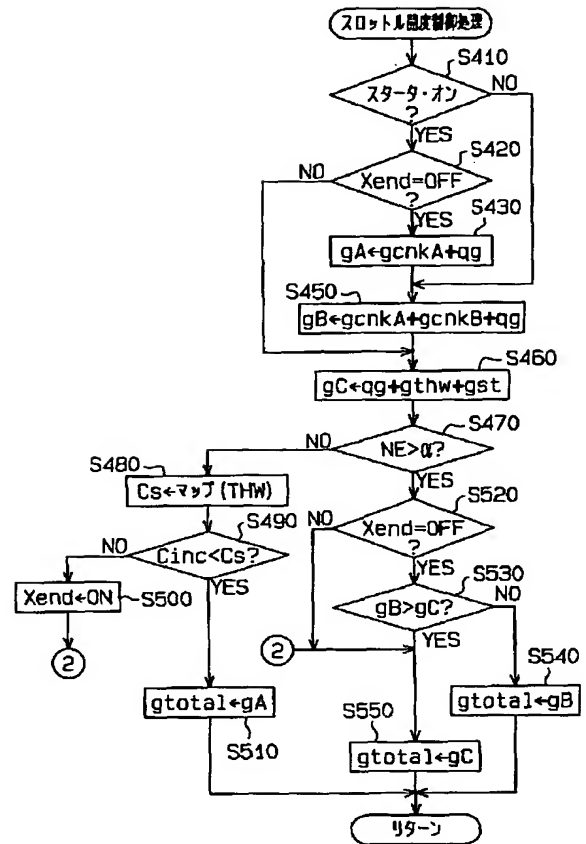 スロットル開度制御処理
S410
スタータ・オン
?
NO
YES
S420
NO
Xend=OFF
?
YES
S430
gA←gcnkA+qg
S450
gB←gcnkA+gcnkB+qg
S460
gC←qg+gthw+gst
S470
NO
NE>α?
S480
YES
Cs←マップ(THW)
S520
S490
NO
Xend=OFF
?
NO
Cinc<Cs?
YES
S530
Xend←ON
S500
YES
gB>gC?
NO
②
②
YES
S540
gtotal←gA
gtotal←gB
S510
S550
gtotal←gC
リターン